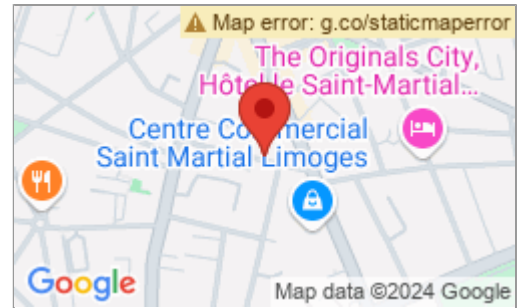 Map error: g.co/staticmaperror
The Originals City,
Hôtel le Saint-Martial...
Centre Commercial
Saint Martial Limoges
Google
Map data ©2024 Google